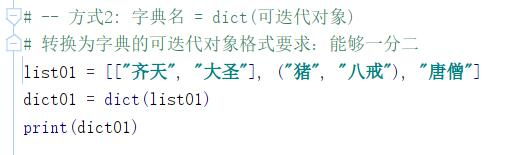 # -- 方式2: 字典名 = dict(可迭代对象)
# 转换为字典的可迭代对象格式要求: 能够一分二
list01 = [["齐天", "大圣"], ("猪", "八戒"), "唐僧"]
dict01 = dict(list01)
print(dict01)